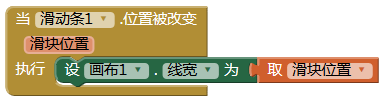 当 滑动条1 .位置被改变
滑块位置
执行 设 画布1 . 线宽 为 取 滑块位置